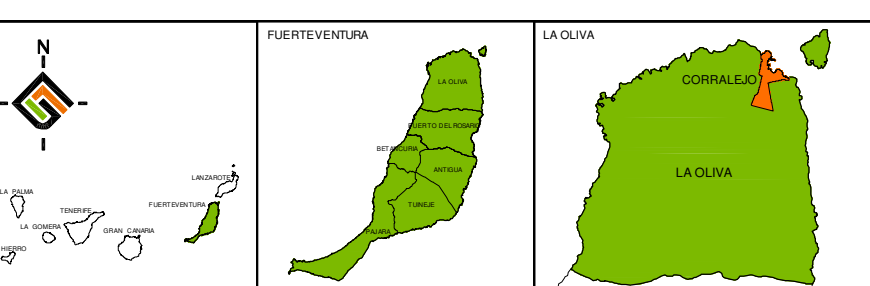 N
LANZAROTE
LA PALMA
FUERTEVENTURA
TENERIFE
LA GOMERA
GRAN CANARIA
HIERRO
FUERTEVENTURA
LA OLIVA
PUERTO DEL ROSARIO
BETANCURIA
ANTIGUA
TUINEJE
PAJARA
LA OLIVA
CORRALEJO
LA OLIVA